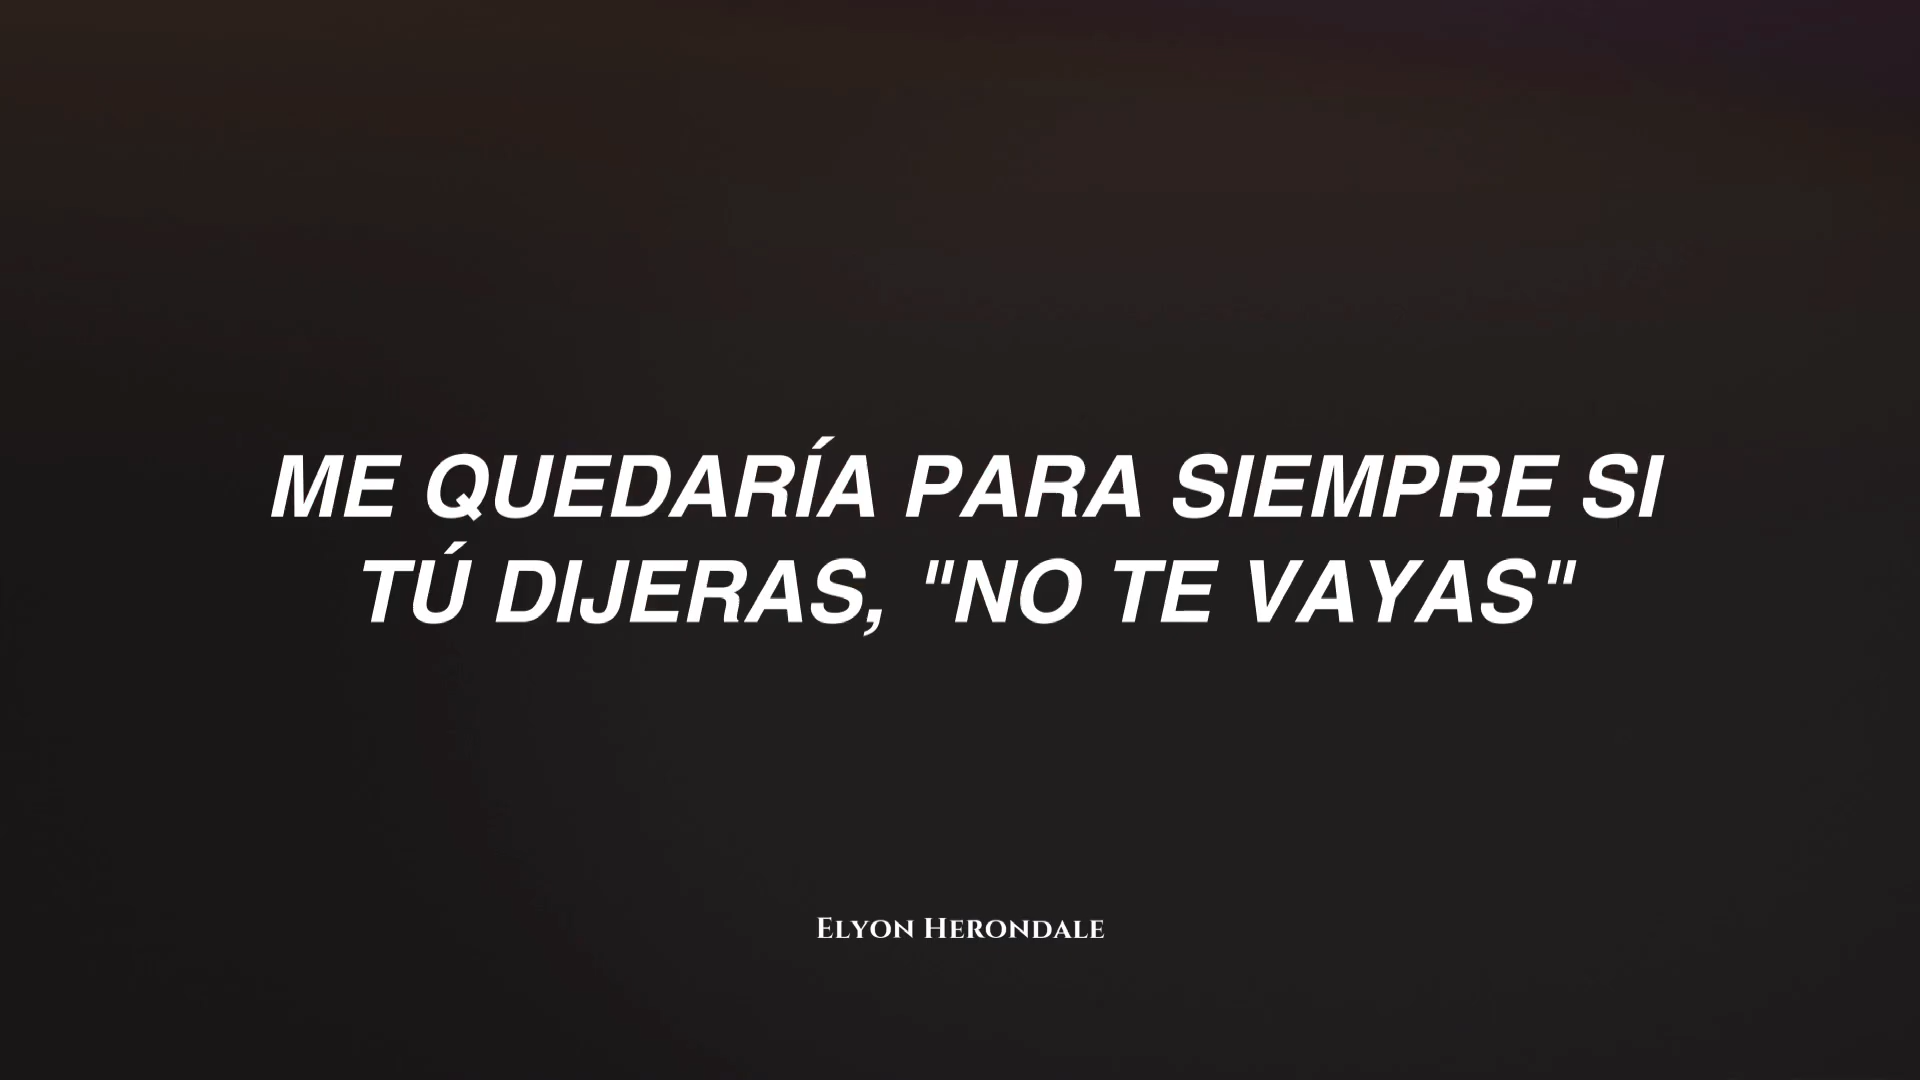 ME QUEDARÍA PARA SIEMPRE SI
TÚ DIJERAS, "NO TE VAYAS"
Elyon Herondale